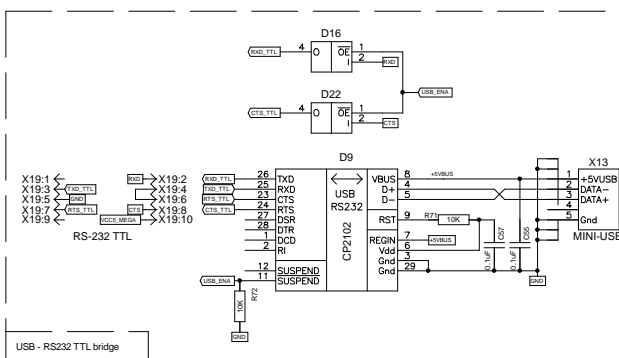 D16
RXD_TTL 4 O OE 1
I 2 RXD
USB_ENA
D22
CTS_TTL 4 O OE 1
I 2 CTS
D9
X13
X19:1 RXD X19:2
X19:3 TXD_TTL X19:4
X19:5 GND X19:6
X19:7 RTS_TTL CTS X19:8
X19:9 VCC5_MEGA X19:10
RS-232 TTL
RXD_TTL 26 TXD
TXD_TTL 25 RXD
RTS_TTL 23 CTS
CTS_TTL 24 RTS
27 DSR
28 DTR
1 DCD
2 RI
12 SUSPEND
USB_ENA 11 SUSPEND
USB
RS232
CP2102
VBUS 8 +5VBUS
D+ 4
D- 5
RST 9 R71 10K
REGIN 7 +5VBUS
Vdd 6
Gnd 3
Gnd 29
0.1uF C57
0.1uF C55
1 +5VUSB
2 DATA-
3 DATA+
4
5 Gnd
MINI-USB
GND
10K R72
GND
USB - RS232 TTL bridge